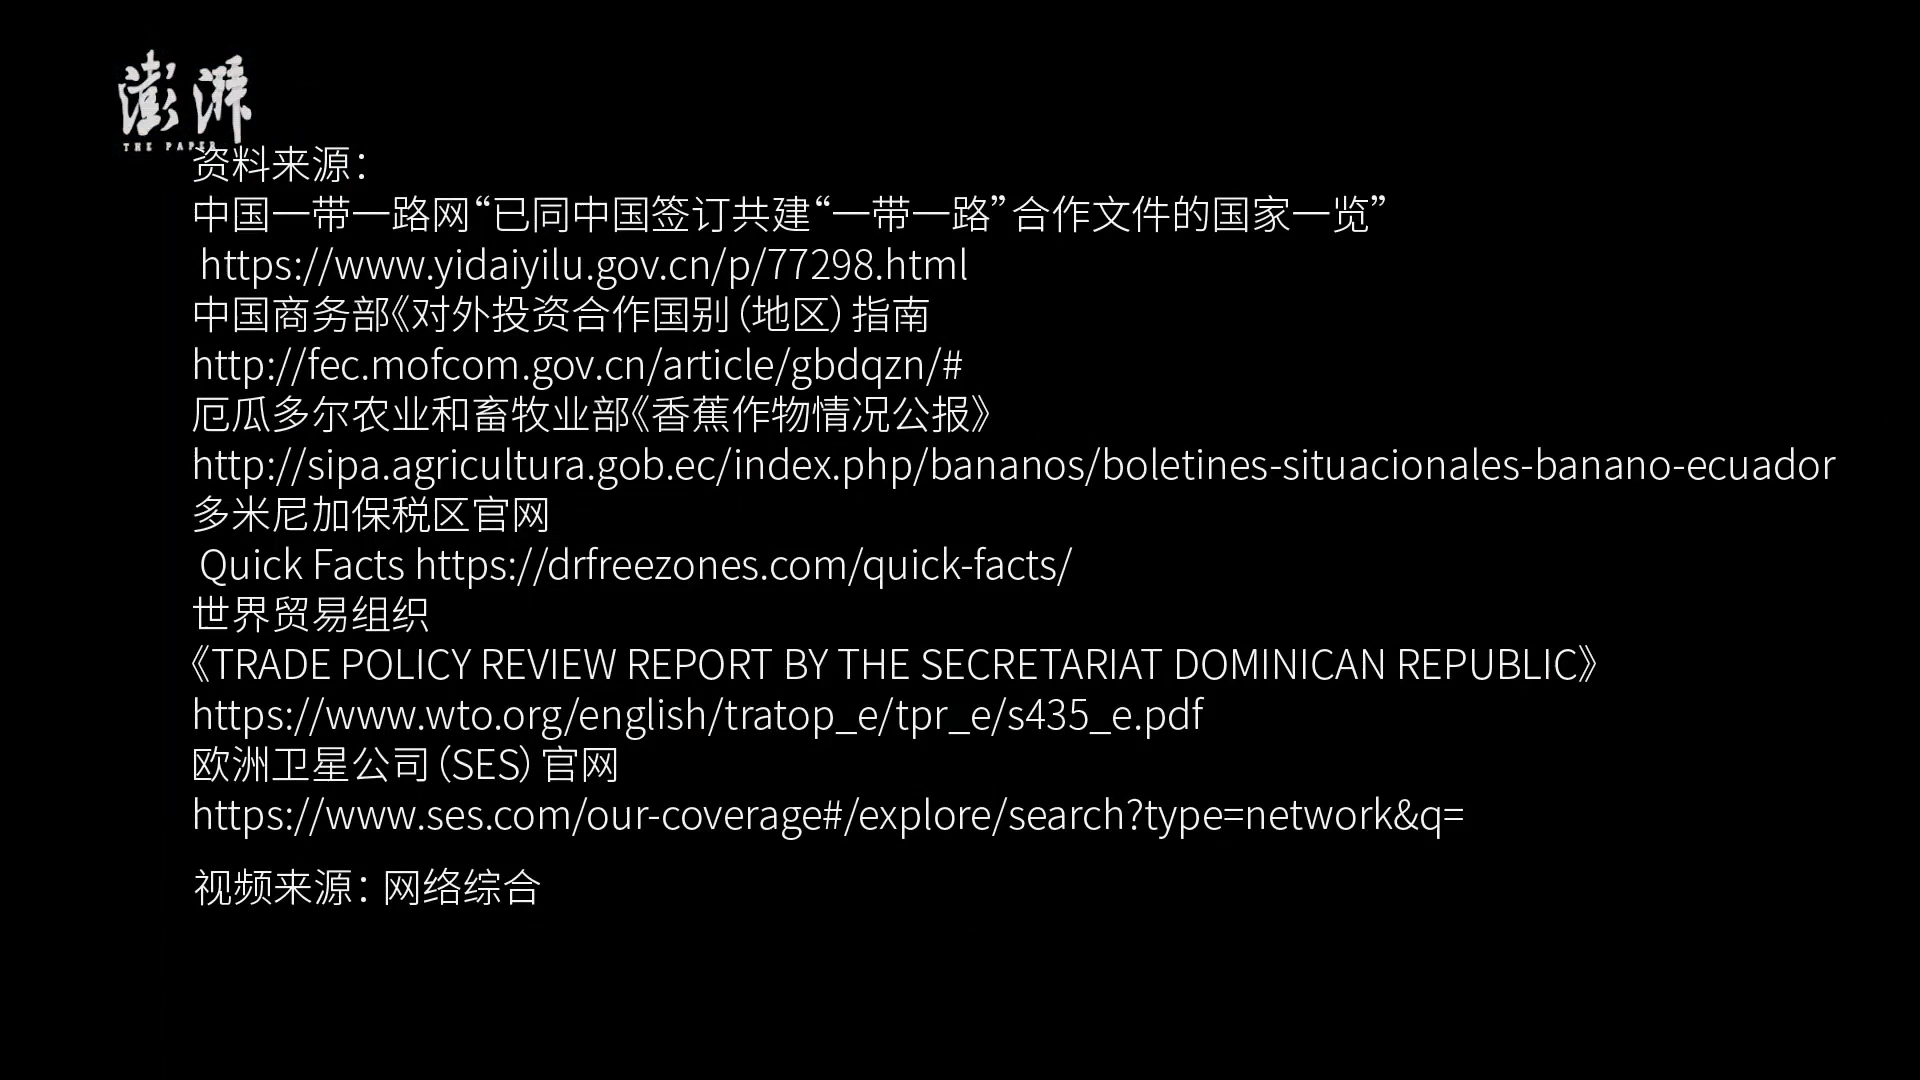 澎湃
THE PAPER
资料来源：
中国一带一路网“已同中国签订共建“一带一路”合作文件的国家一览”
https://www.yidaiyilu.gov.cn/p/77298.html
中国商务部《对外投资合作国别（地区）指南
http://fec.mofcom.gov.cn/article/gbdqzn/#
厄瓜多尔农业和畜牧业部《香蕉作物情况公报》
http://sipa.agricultura.gob.ec/index.php/bananos/boletines-situacionales-banano-ecuador
多米尼加保税区官网
Quick Facts https://drfreezones.com/quick-facts/
世界贸易组织
《TRADE POLICY REVIEW REPORT BY THE SECRETARIAT DOMINICAN REPUBLIC》
https://www.wto.org/english/tratop_e/tpr_e/s435_e.pdf
欧洲卫星公司（SES）官网
https://www.ses.com/our-coverage#/explore/search?type=network&q=
视频来源：网络综合